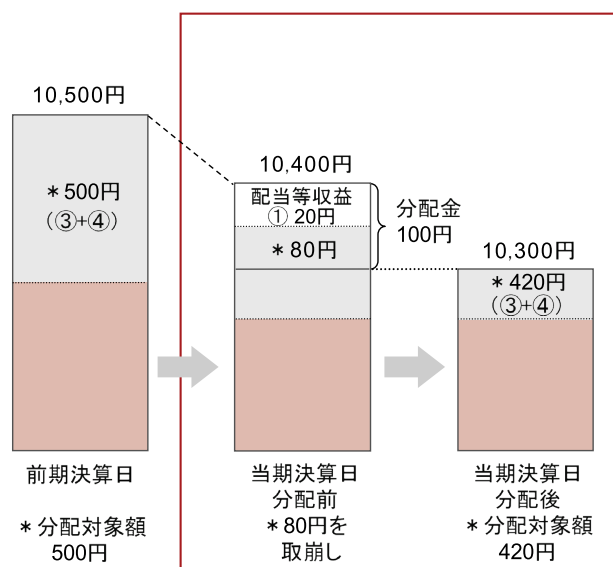 10,500円
＊500円
（③+④）
前期決算日
＊分配対象額
500円
10,400円
配当等収益
① 20円
＊80円
分配金
100円
当期決算日
分配前
＊80円を
取崩し
10,300円
＊420円
（③+④）
当期決算日
分配後
＊分配対象額
420円